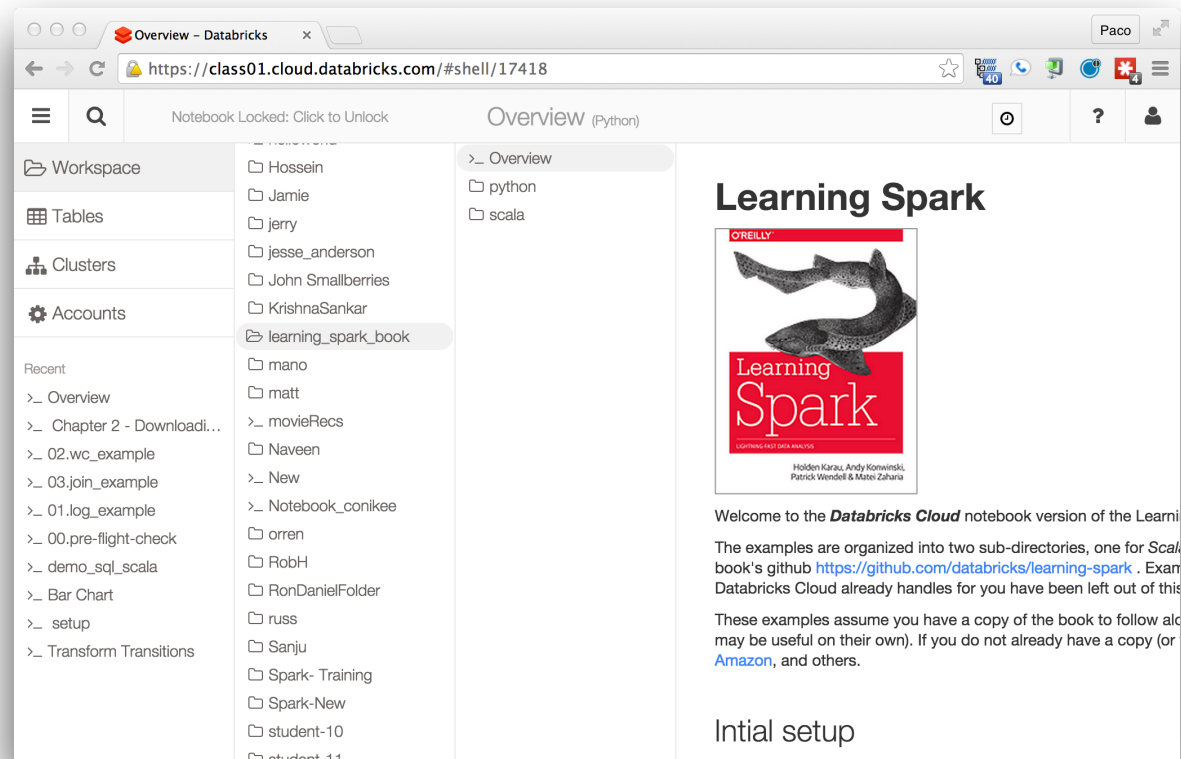 Overview - Databricks
Paco
https://class01.cloud.databricks.com/#shell/17418
40
4
Notebook Locked: Click to Unlock
Overview (Python)
?
Workspace
Tables
Clusters
Accounts
Recent
>_ Overview
>_ Chapter 2 - Downloadi...
>_ 02.wc_example
>_ 03.join_example
>_ 01.log_example
>_ 00.pre-flight-check
>_ demo_sql_scala
>_ Bar Chart
>_ setup
>_ Transform Transitions
Hossein
Jamie
jerry
jesse_anderson
John Smallberries
KrishnaSankar
learning_spark_book
mano
matt
>_ movieRecs
Naveen
>_ New
>_ Notebook_conikee
orren
RobH
RonDanielFolder
russ
Sanju
Spark- Training
Spark-New
student-10
student-11
>_ Overview
python
scala
Learning Spark
O'REILLY
Learning
Spark
LIGHTNING-FAST DATA ANALYSIS
Holden Karau, Andy Konwinski,
Patrick Wendell & Matei Zaharia
Welcome to the Databricks Cloud notebook version of the Learni
The examples are organized into two sub-directories, one for Scal
book's github https://github.com/databricks/learning-spark . Exam
Databricks Cloud already handles for you have been left out of this
These examples assume you have a copy of the book to follow alo
may be useful on their own). If you do not already have a copy (or
Amazon, and others.
Intial setup